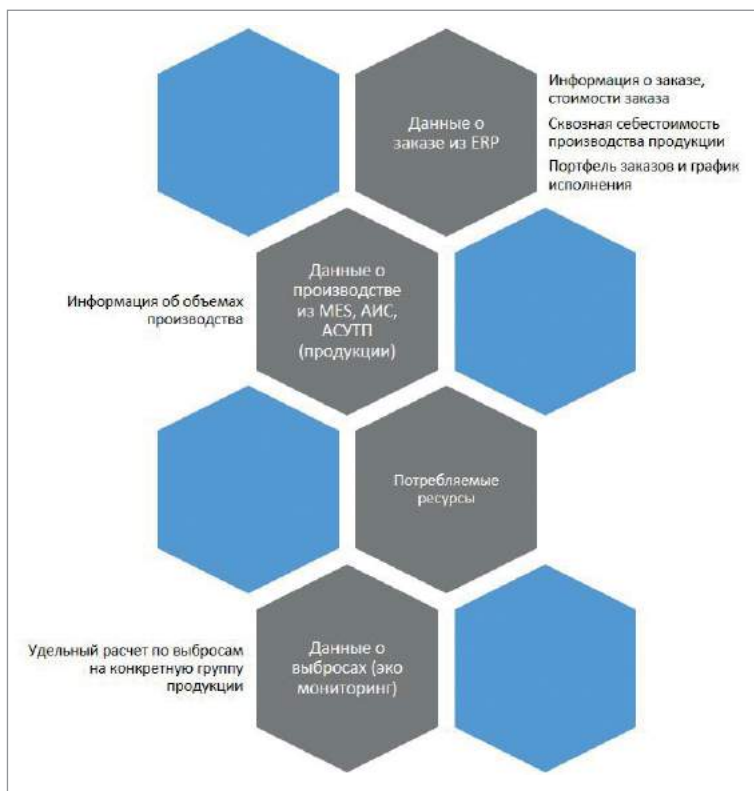 Данные о
заказе из ERP
Информация о заказе,
стоимости заказа
Сквозная себестоимость
производства продукции
Портфель заказов и график
исполнения
Информация об объемах
производства
Данные о
производстве
из MES, АИС,
АСУТП
(продукции)
Потребляемые
ресурсы
Удельный расчет по выбросам
на конкретную группу
продукции
Данные о
выбросах (эко
мониторинг)